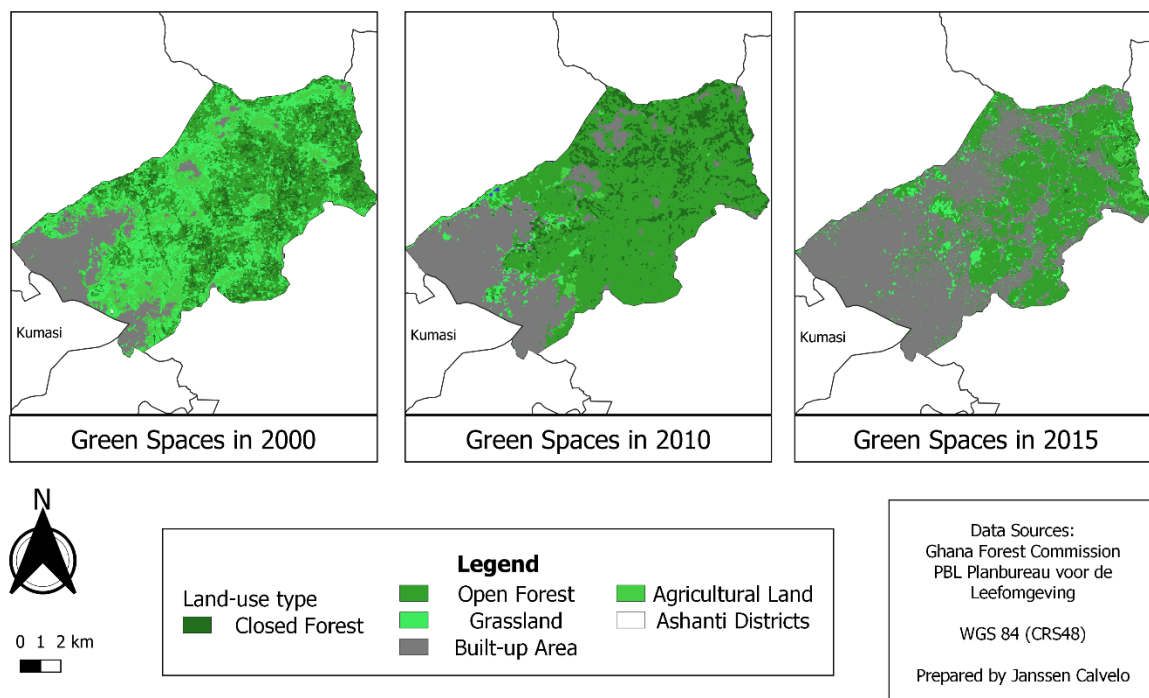 Kumasi
Kumasi
Kumasi
Green Spaces in 2000
Green Spaces in 2010
Green Spaces in 2015
N
0 1 2 km
Legend
Land-use type
Closed Forest
Open Forest
Grassland
Built-up Area
Agricultural Land
Ashanti Districts
Data Sources:
Ghana Forest Commission
PBL Planbureau voor de
Leefomgeving
WGS 84 (CRS48)
Prepared by Janssen Calvelo